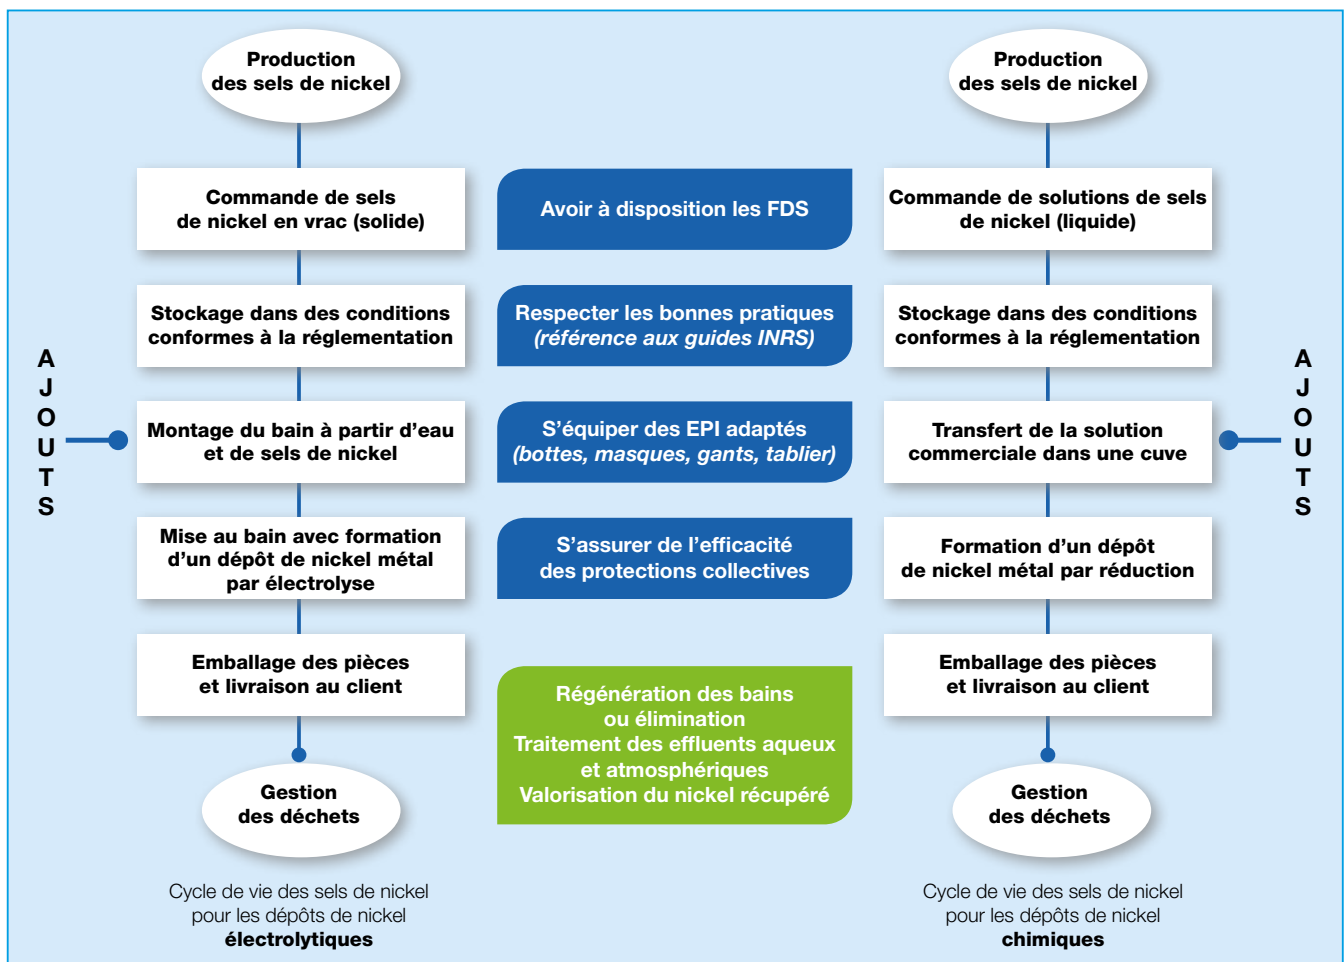 Production
des sels de nickel
Commande de sels
de nickel en vrac (solide)
Stockage dans des conditions
conformes à la réglementation
AJOUTS
Montage du bain à partir d’eau
et de sels de nickel
Mise au bain avec formation
d’un dépôt de nickel métal
par électrolyse
Emballage des pièces
et livraison au client
Gestion
des déchets
Cycle de vie des sels de nickel
pour les dépôts de nickel
électrolytiques
Avoir à disposition les FDS
Respecter les bonnes pratiques
(référence aux guides INRS)
S’équiper des EPI adaptés
(bottes, masques, gants, tablier)
S’assurer de l’efficacité
des protections collectives
Régénération des bains
ou élimination
Traitement des effluents aqueux
et atmosphériques
Valorisation du nickel récupéré
Production
des sels de nickel
Commande de solutions de sels
de nickel (liquide)
Stockage dans des conditions
conformes à la réglementation
Transfert de la solution
commerciale dans une cuve
AJOUTS
Formation d’un dépôt
de nickel métal par réduction
Emballage des pièces
et livraison au client
Gestion
des déchets
Cycle de vie des sels de nickel
pour les dépôts de nickel
chimiques